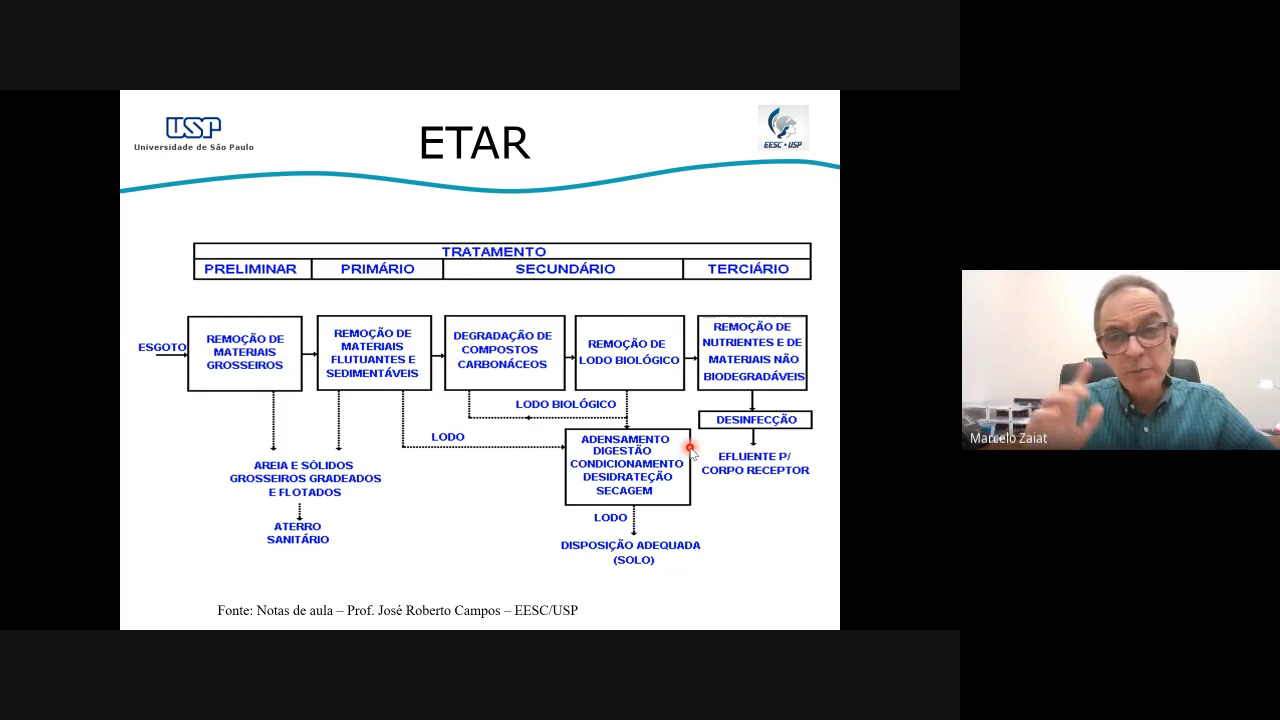 USP
Universidade de São Paulo
ETAR
EESC • USP
TRATAMENTO
PRELIMINAR
PRIMÁRIO
SECUNDÁRIO
TERCIÁRIO
ESGOTO
REMOÇÃO DE
MATERIAIS
GROSSEIROS
REMOÇÃO DE
MATERIAIS
FLUTUANTES E
SEDIMENTÁVEIS
DEGRADAÇÃO DE
COMPOSTOS
CARBONÁCEOS
REMOÇÃO DE
LODO BIOLÓGICO
REMOÇÃO DE
NUTRIENTES E DE
MATERIAIS NÃO
BIODEGRADÁVEIS
LODO BIOLÓGICO
DESINFECÇÃO
LODO
ADENSAMENTO
DIGESTÃO
CONDICIONAMENTO
DESIDRATEÇÃO
SECAGEM
EFLUENTE P/
CORPO RECEPTOR
AREIA E SÓLIDOS
GROSSEIROS GRADEADOS
E FLOTADOS
ATERRO
SANITÁRIO
LODO
DISPOSIÇÃO ADEQUADA
(SOLO)
Fonte: Notas de aula – Prof. José Roberto Campos – EESC/USP
Marcelo Zaiat